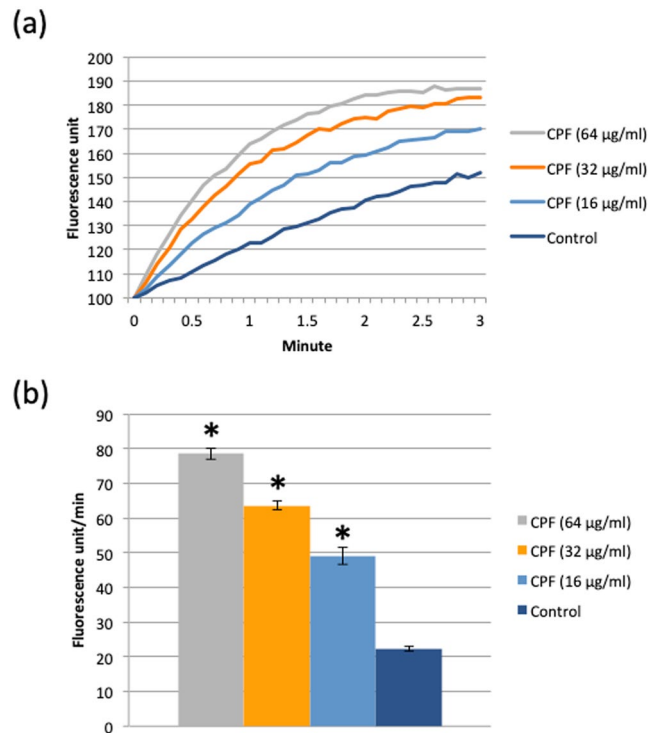 (a)
200
190
180
170
160
150
140
130
120
110
100
Fluorescence unit
0 0.5 1 1.5 2 2.5 3
Minute
CPF (64 µg/ml)
CPF (32 µg/ml)
CPF (16 µg/ml)
Control
(b)
90
80
70
60
50
40
30
20
10
0
Fluorescence unit/min
*
*
*
CPF (64 µg/ml)
CPF (32 µg/ml)
CPF (16 µg/ml)
Control